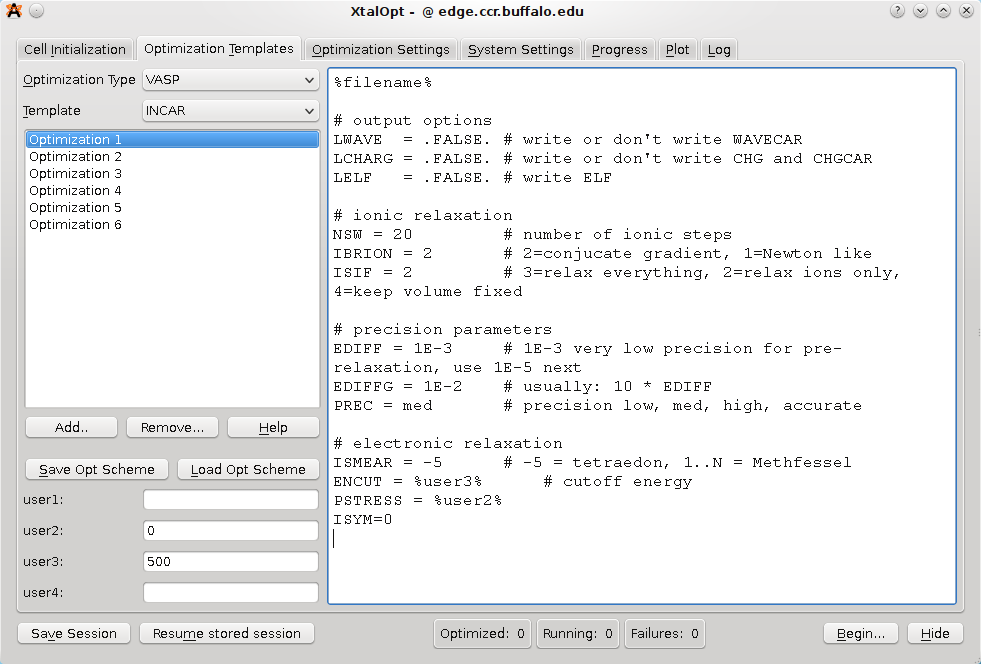 XtalOpt - @ edge.ccr.buffalo.edu
Cell Initialization
Optimization Templates
Optimization Settings
System Settings
Progress
Plot
Log
Optimization Type VASP
Template INCAR
Optimization 1
Optimization 2
Optimization 3
Optimization 4
Optimization 5
Optimization 6
Add..
Remove...
Help
Save Opt Scheme
Load Opt Scheme
user1:
user2: 0
user3: 500
user4:
%filename%
# output options
LWAVE = .FALSE. # write or don't write WAVECAR
LCHARG = .FALSE. # write or don't write CHG and CHGCAR
LELF = .FALSE. # write ELF
# ionic relaxation
NSW = 20 # number of ionic steps
IBRION = 2 # 2=conjucate gradient, 1=Newton like
ISIF = 2 # 3=relax everything, 2=relax ions only,
4=keep volume fixed
# precision parameters
EDIFF = 1E-3 # 1E-3 very low precision for pre-
relaxation, use 1E-5 next
EDIFFG = 1E-2 # usually: 10 * EDIFF
PREC = med # precision low, med, high, accurate
# electronic relaxation
ISMEAR = -5 # -5 = tetraedon, 1..N = Methfessel
ENCUT = %user3% # cutoff energy
PSTRESS = %user2%
ISYM=0
Save Session
Resume stored session
Optimized: 0
Running: 0
Failures: 0
Begin...
Hide